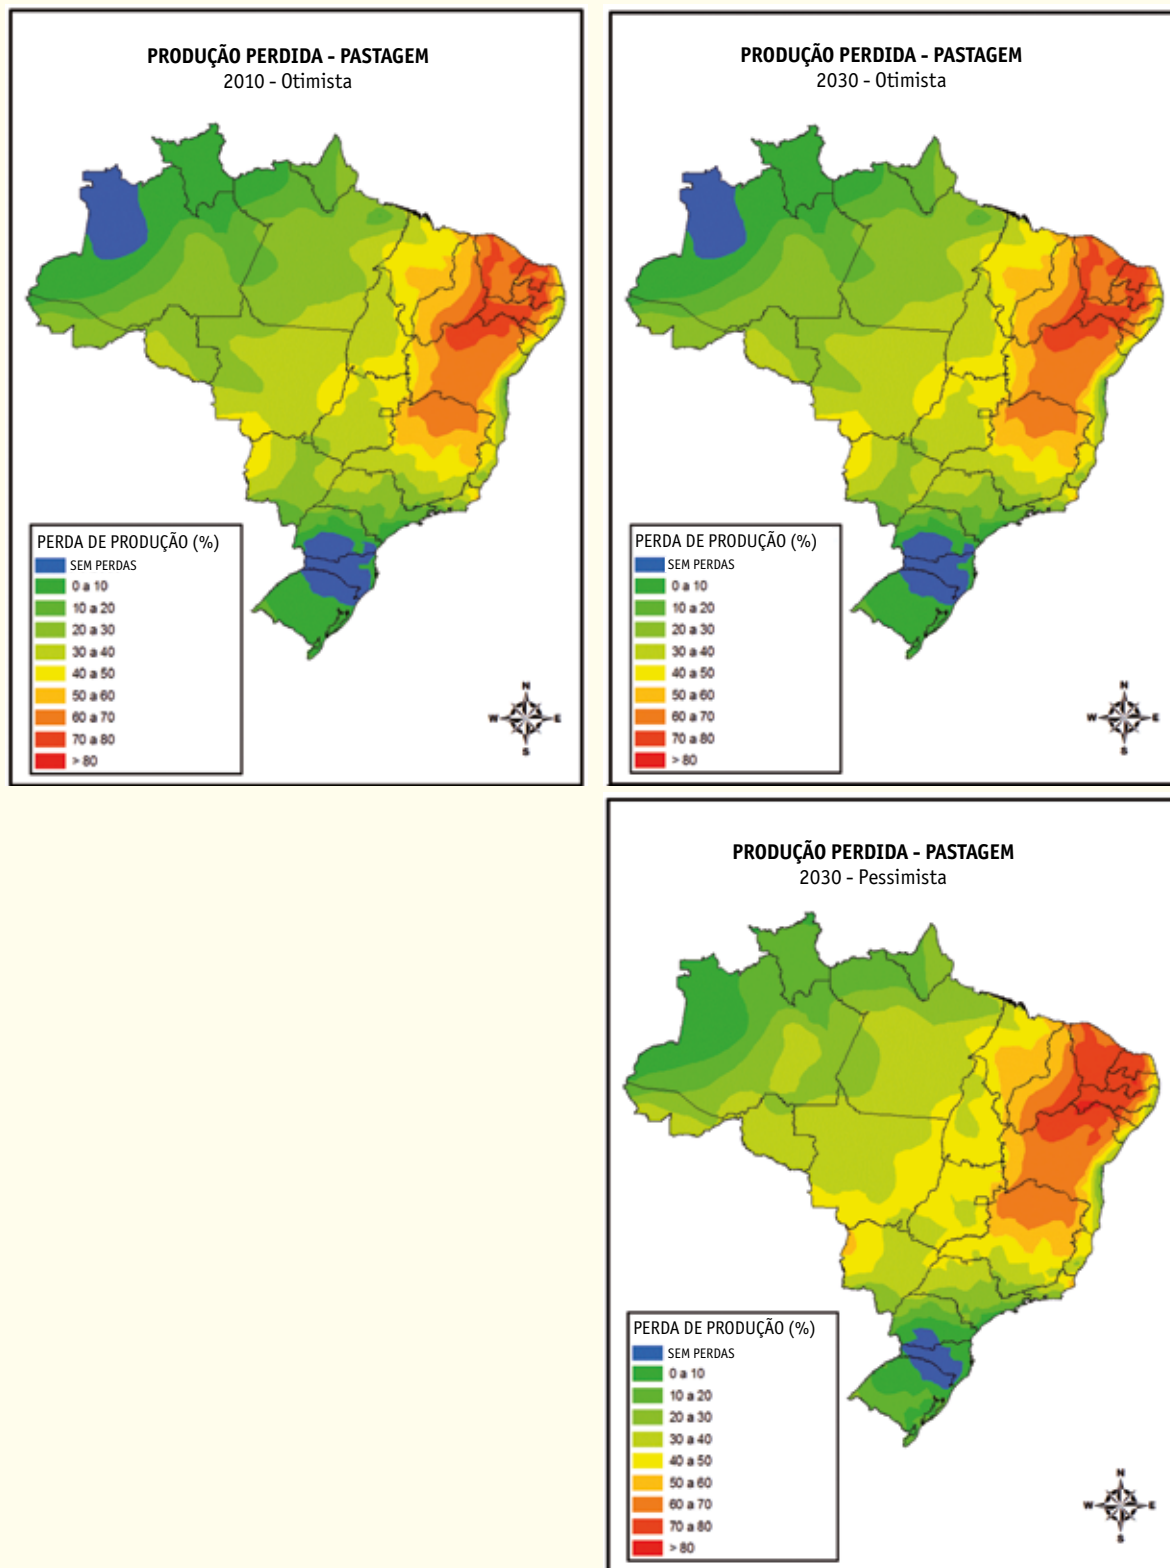 PRODUÇÃO PERDIDA - PASTAGEM
2010 - Otimista
PERDA DE PRODUÇÃO (%)
SEM PERDAS
0 a 10
10 a 20
20 a 30
30 a 40
40 a 50
50 a 60
60 a 70
70 a 80
> 80
N
W E
S
PRODUÇÃO PERDIDA - PASTAGEM
2030 - Otimista
PERDA DE PRODUÇÃO (%)
SEM PERDAS
0 a 10
10 a 20
20 a 30
30 a 40
40 a 50
50 a 60
60 a 70
70 a 80
> 80
N
W E
S
PRODUÇÃO PERDIDA - PASTAGEM
2030 - Pessimista
PERDA DE PRODUÇÃO (%)
SEM PERDAS
0 a 10
10 a 20
20 a 30
30 a 40
40 a 50
50 a 60
60 a 70
70 a 80
> 80
N
W E
S